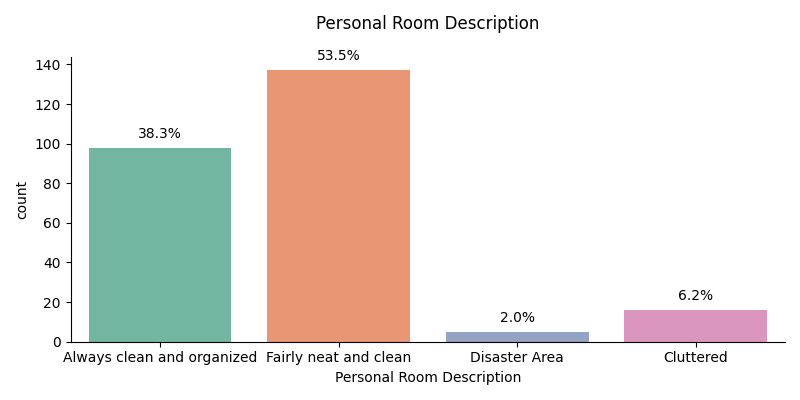 Personal Room Description
53.5%
38.3%
2.0%
6.2%
count
140
120
100
80
60
40
20
0
Always clean and organized
Fairly neat and clean
Disaster Area
Cluttered
Personal Room Description